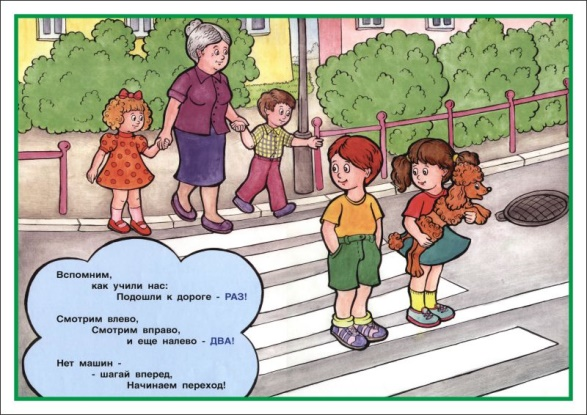 Вспомним,
как учили нас:
Подошли к дороге - РАЗ!
Смотрим влево,
Смотрим вправо,
и еще налево - ДВА!
Нет машин -
- шагай вперед,
Начинаем переход!